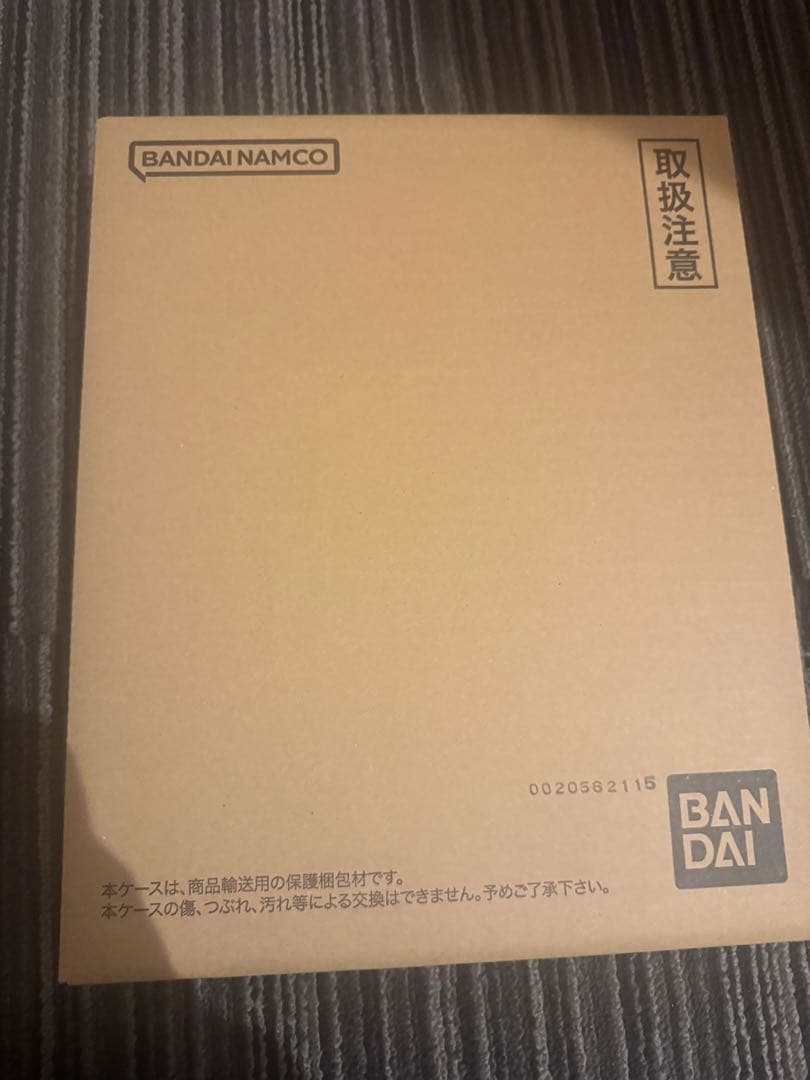 BANDAI NAMCO
取扱注意
0020562115
BAN
DAI
本ケースは、商品輸送用の保護梱包材です。
本ケースの傷、つぶれ、汚れ等による交換はできません。予めご了承下さい。